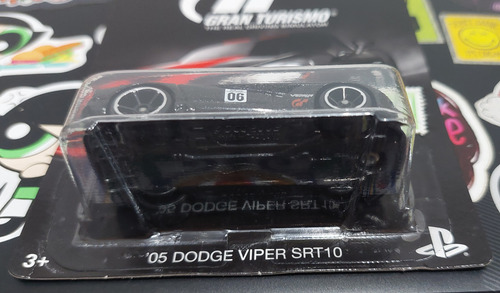 GRAN TURISMO
THE REAL DRIVING SIMULATOR
06
'05 DODGE VIPER SRT10
'05 DODGE VIPER SRT10
3+